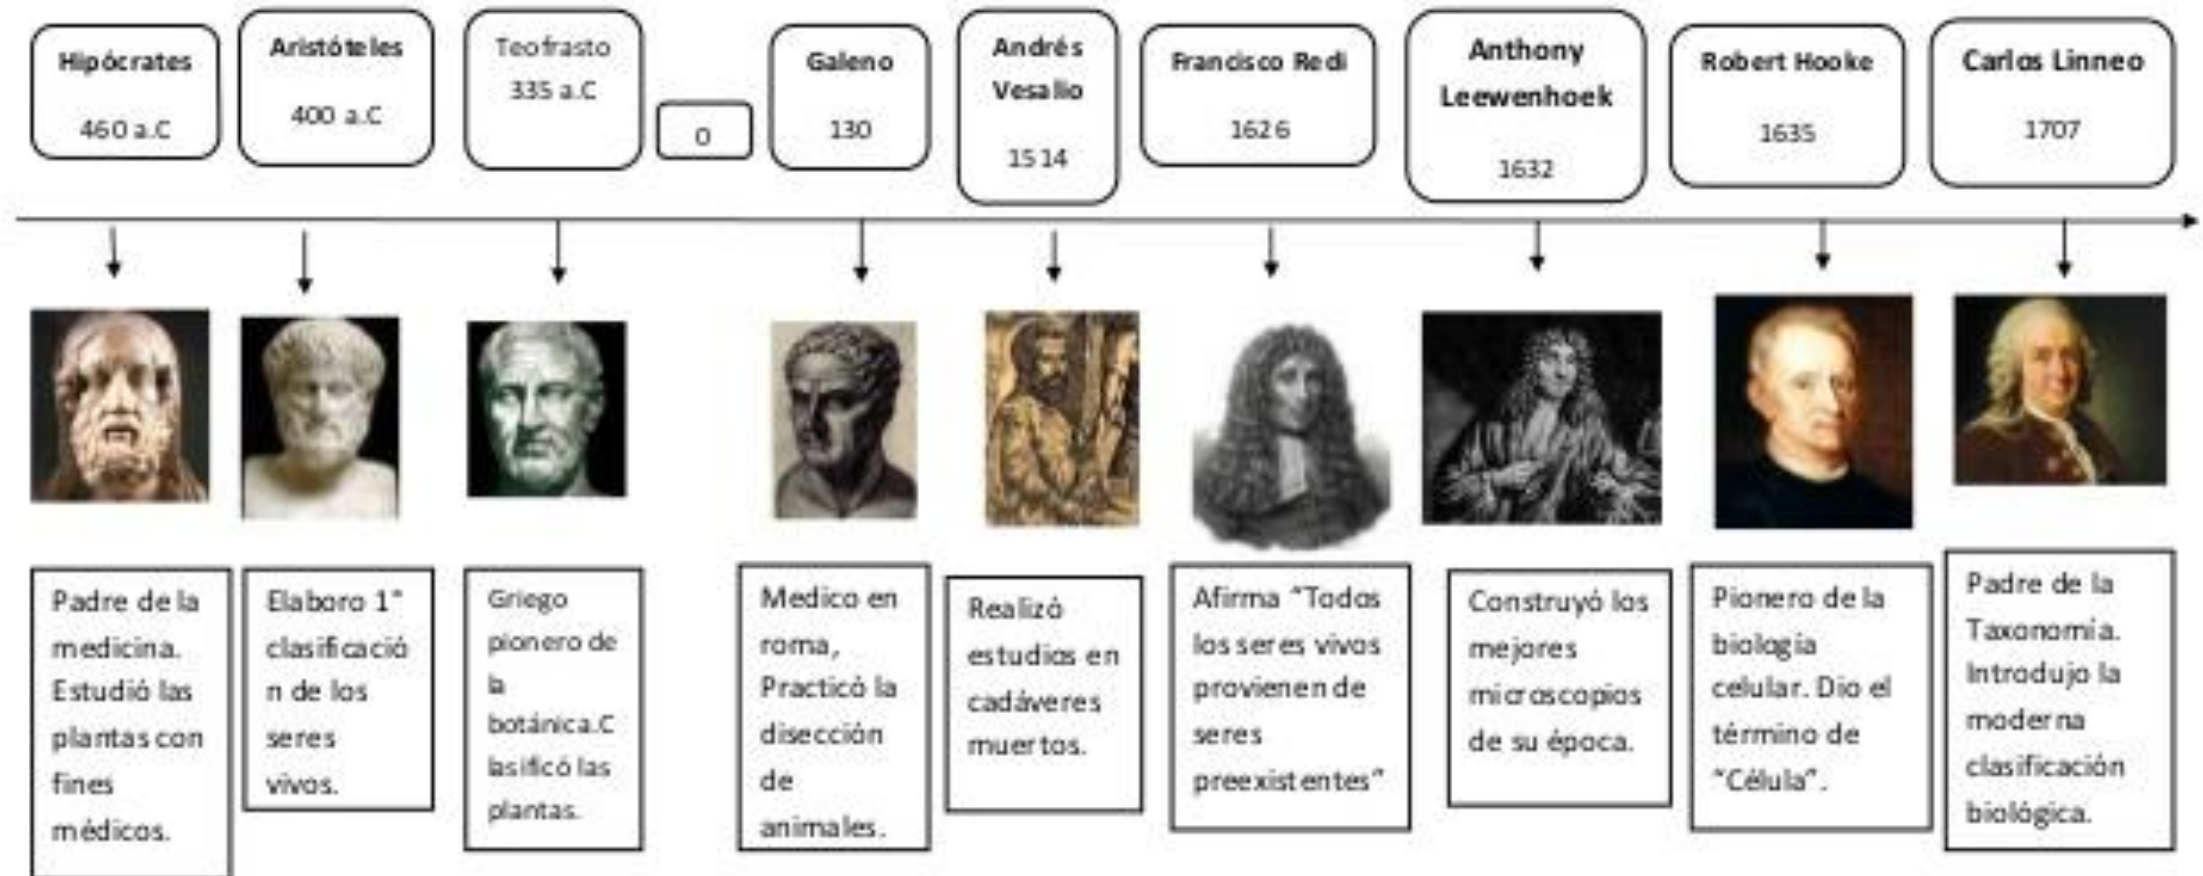 Hipócrates
460 a.C
Aristóteles
400 a.C
Teofrasto
335 a.C
0
Galeno
130
Andrés
Vesalio
1514
Francisco Redi
1626
Anthony
Leewenhoek
1632
Robert Hooke
1635
Carlos Linneo
1707
Padre de la
medicina.
Estudió las
plantas con
fines
médicos.
Elaboro 1°
clasificació
n de los
seres
vivos.
Griego
pionero de
la
botánica.C
lasificó las
plantas.
Medico en
roma,
Practicó la
disección
de
animales.
Realizó
estudios en
cadáveres
muertos.
Afirma "Todos
los seres vivos
provienen de
seres
preexistentes"
Construyó los
mejores
microscopios
de su época.
Pionero de la
biología
celular. Dio el
término de
"Célula".
Padre de la
Taxonomía.
Introdujo la
moderna
clasificación
biológica.